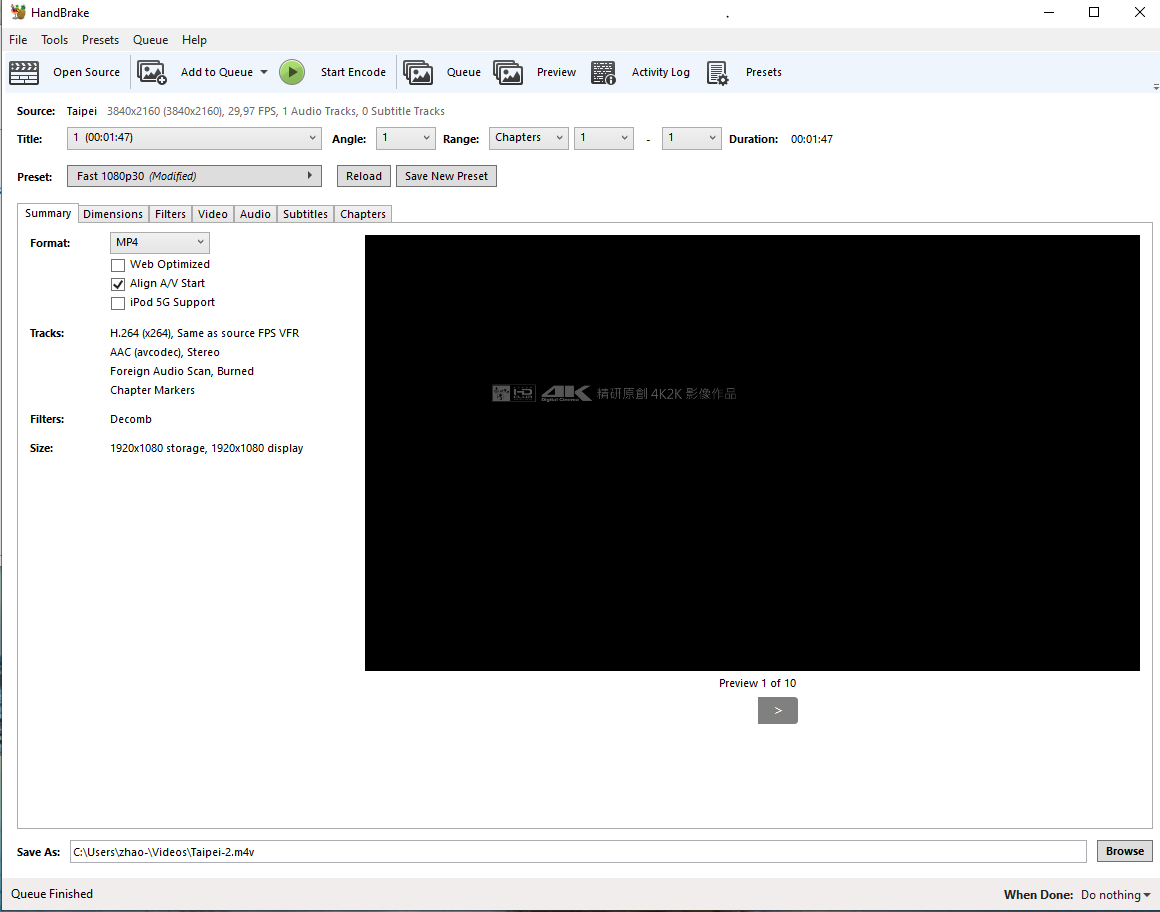 HandBrake
File Tools Presets Queue Help
Open Source Add to Queue Start Encode Queue Preview Activity Log Presets
Source: Taipei 3840x2160 (3840x2160), 29,97 FPS, 1 Audio Tracks, 0 Subtitle Tracks
Title: 1 (00:01:47) Angle: 1 Range: Chapters 1 - 1 Duration: 00:01:47
Preset: Fast 1080p30 (Modified) Reload Save New Preset
Summary Dimensions Filters Video Audio Subtitles Chapters
Format: MP4
Web Optimized
Align A/V Start
iPod 5G Support
Tracks: H.264 (x264), Same as source FPS VFR
AAC (avcodec), Stereo
Foreign Audio Scan, Burned
Chapter Markers
Filters: Decomb
Size: 1920x1080 storage, 1920x1080 display
HD 4K 精研原創 4K2K 影像作品
Digital Cinema
Preview 1 of 10
>
Save As: C:\Users\zhao-\Videos\Taipei-2.m4v Browse
Queue Finished When Done: Do nothing